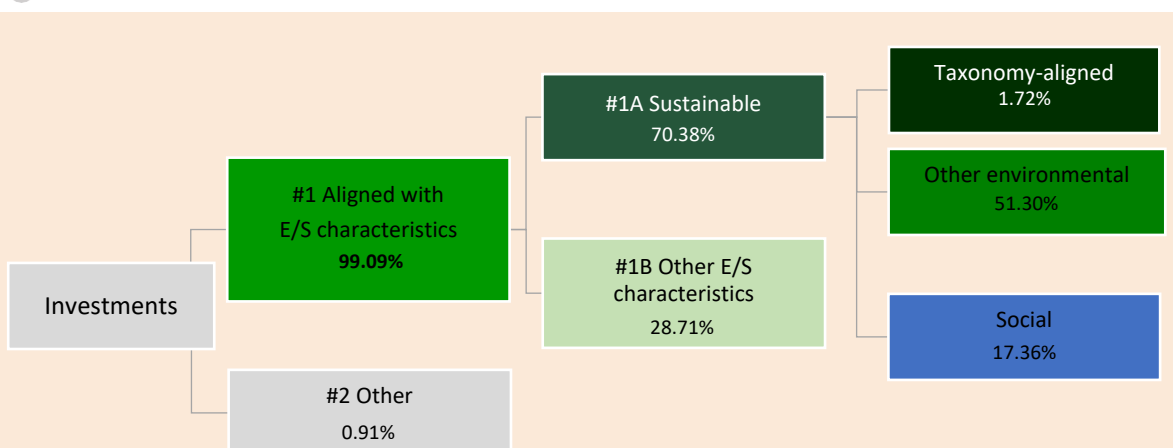 Investments
#1 Aligned with
E/S characteristics
99.09%
#2 Other
0.91%
#1A Sustainable
70.38%
#1B Other E/S
characteristics
28.71%
Taxonomy-aligned
1.72%
Other environmental
51.30%
Social
17.36%